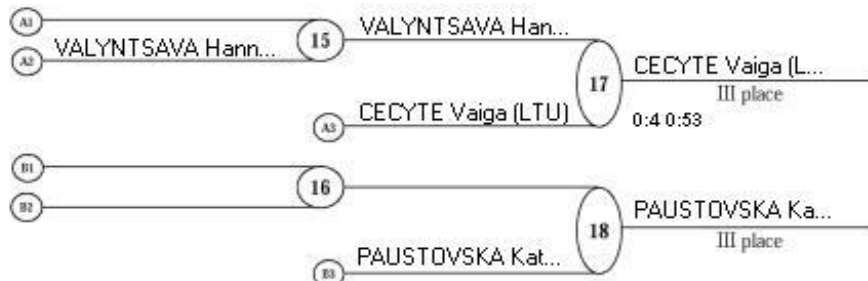 A1
15
VALYNTSAVA Han...
A2
VALYNTSAVA Hann...
17
CECYTE Vaiga (L...
III place
A3
CECYTE Vaiga (LTU)
0:4 0:53
B1
16
B2
18
PAUSTOVSKA Ka...
III place
B3
PAUSTOVSKA Kat...